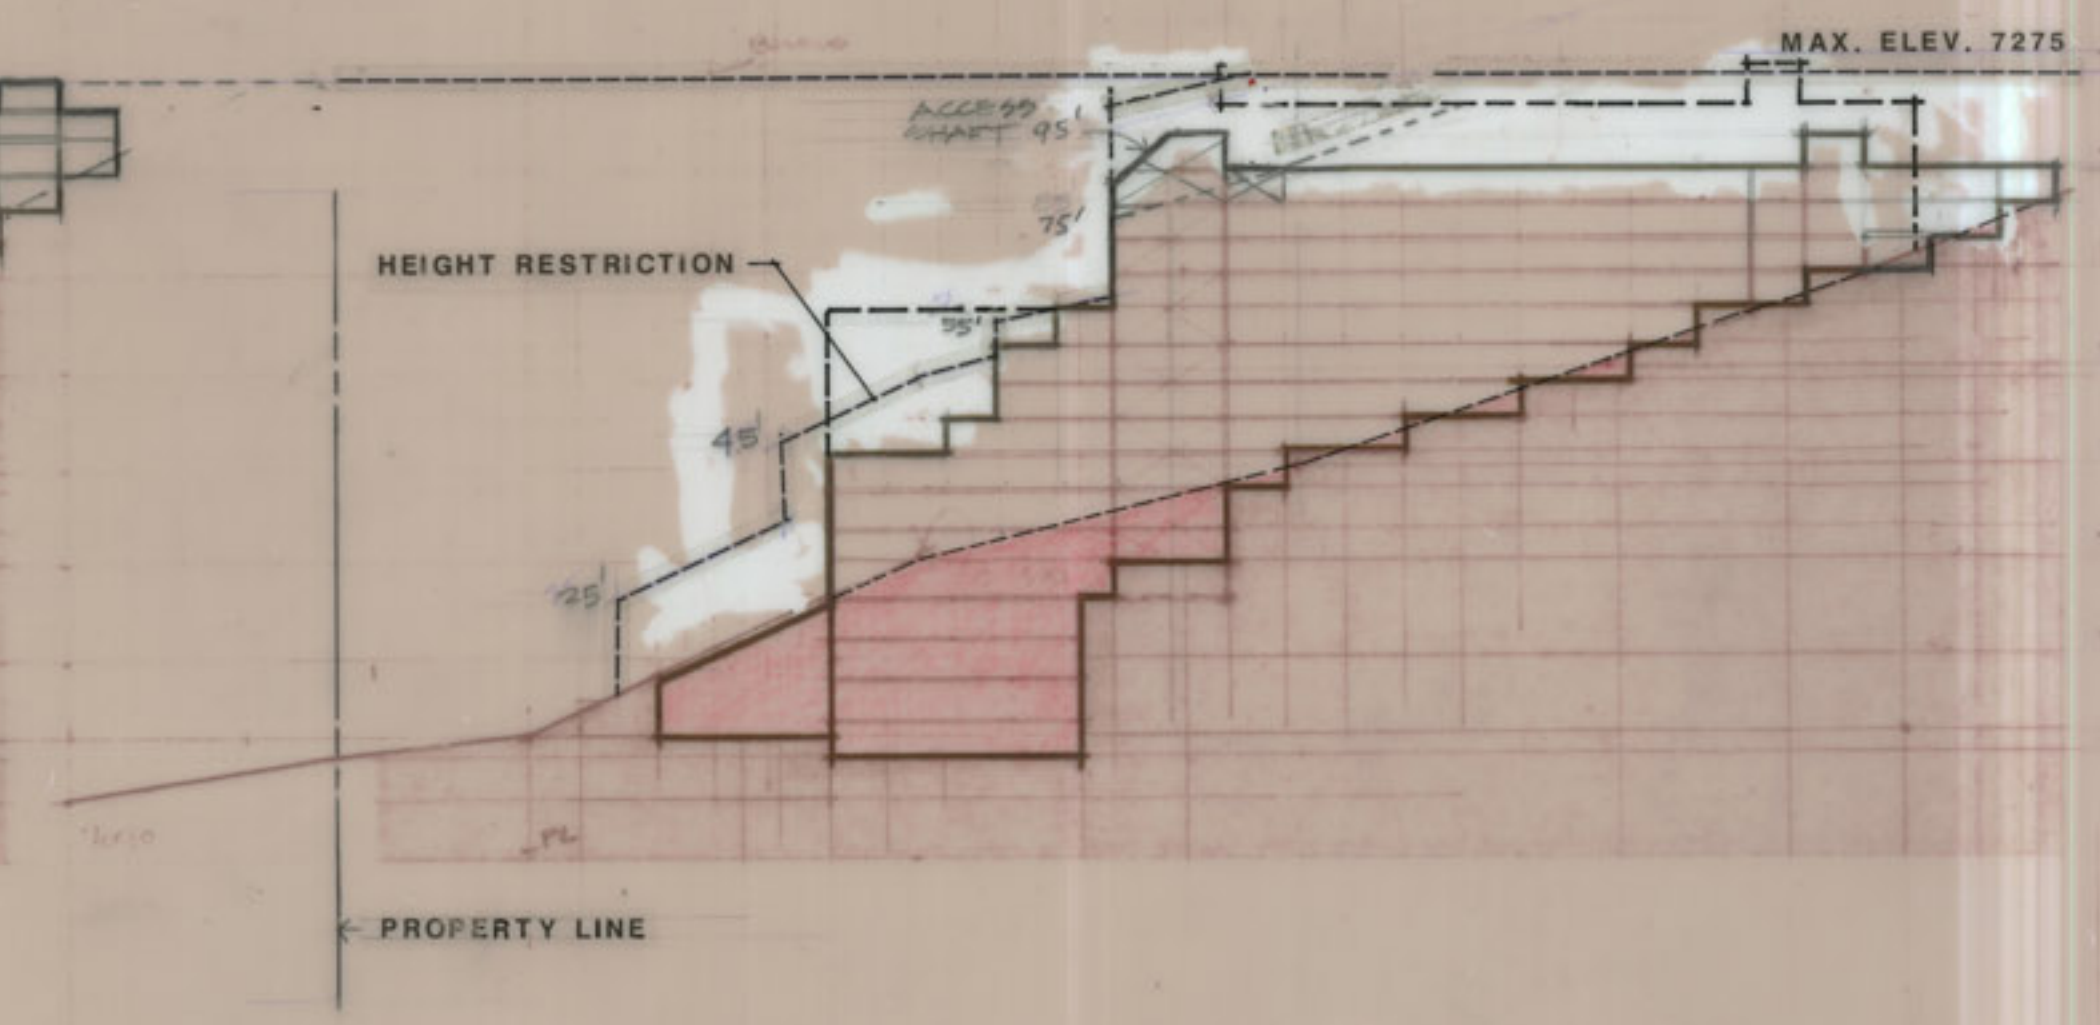 MAX. ELEV. 7275
ACCESS
SHAFT 95'
75'
HEIGHT RESTRICTION
55'
45'
25'
PL
PROPERTY LINE